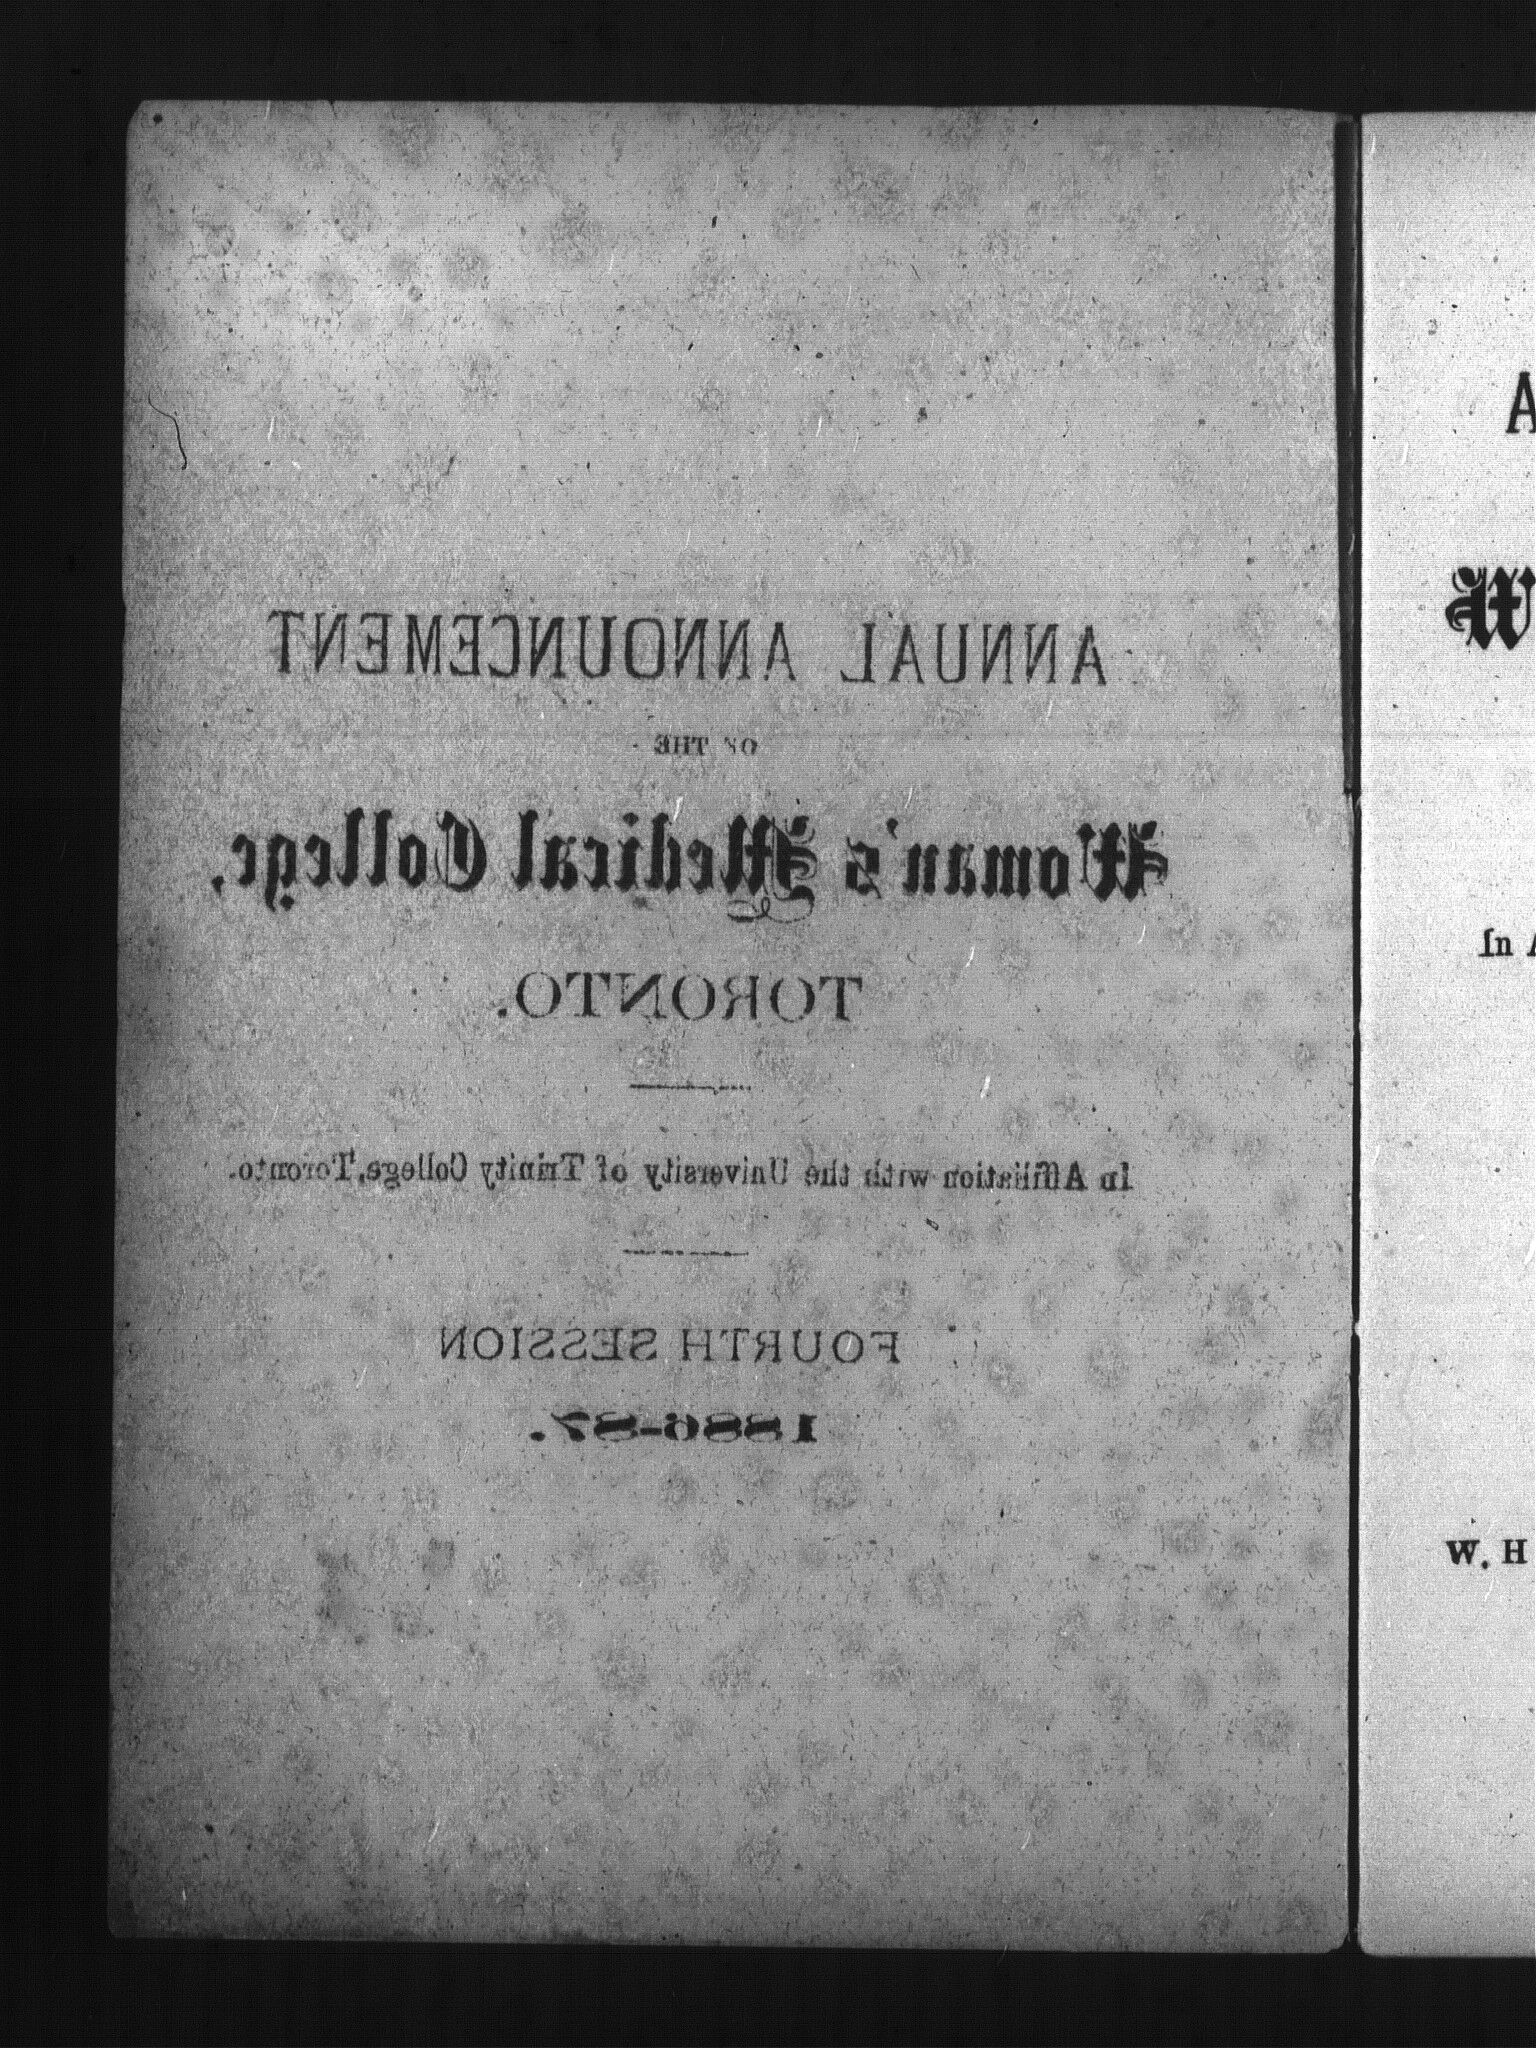 ANNUAL ANNOUNCEMENT
OF THE
Woman's Medical College,
TORONTO.
In Affiliation with the University of Trinity College, Toronto.
FOURTH SESSION
1886-87.
A
W
In A
W. H